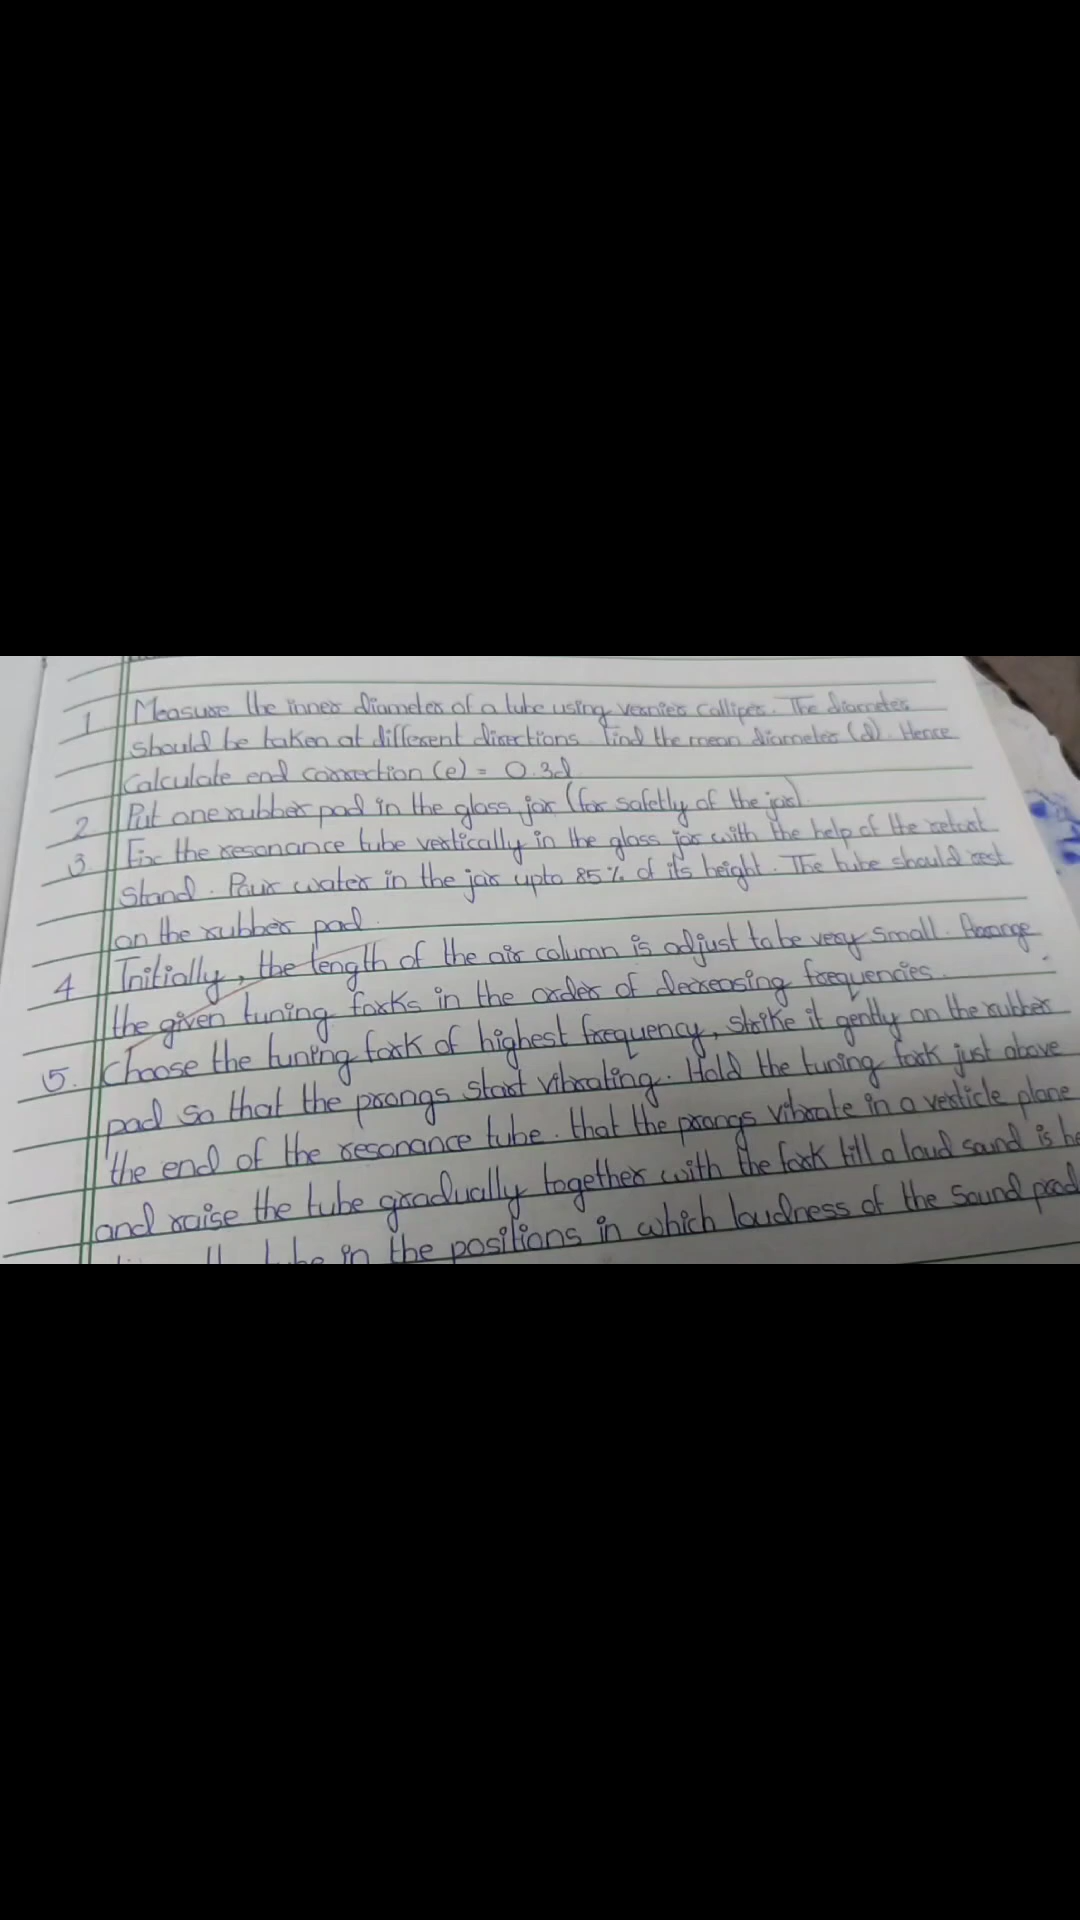 1 Measure the inner diameter of a tube using vernier calliper. The diameter
should be taken at different directions. Find the mean diameter (d). Hence
Calculate end correction (e) = 0.3d
2 Put one rubber pad in the glass jar (for safetly of the jar).
3 Fix the resonance tube vertically in the glass jar with the help of the retort
stand. Pour water in the jar upto 85% of its height. The tube should rest
on the rubber pad.
4 Initially, the length of the air column is adjust to be very small. Arrange
the given tuning forks in the order of decreasing frequencies.
5. Choose the tuning fork of highest frequency, strike it gently on the rubber
pad so that the prongs start vibrating. Hold the tuning fork just above
the end of the resonance tube. that the prongs vibrate in a verticle plane
and raise the tube gradually together with the fork till a loud sound is he
in the positions in which loudness of the sound prod